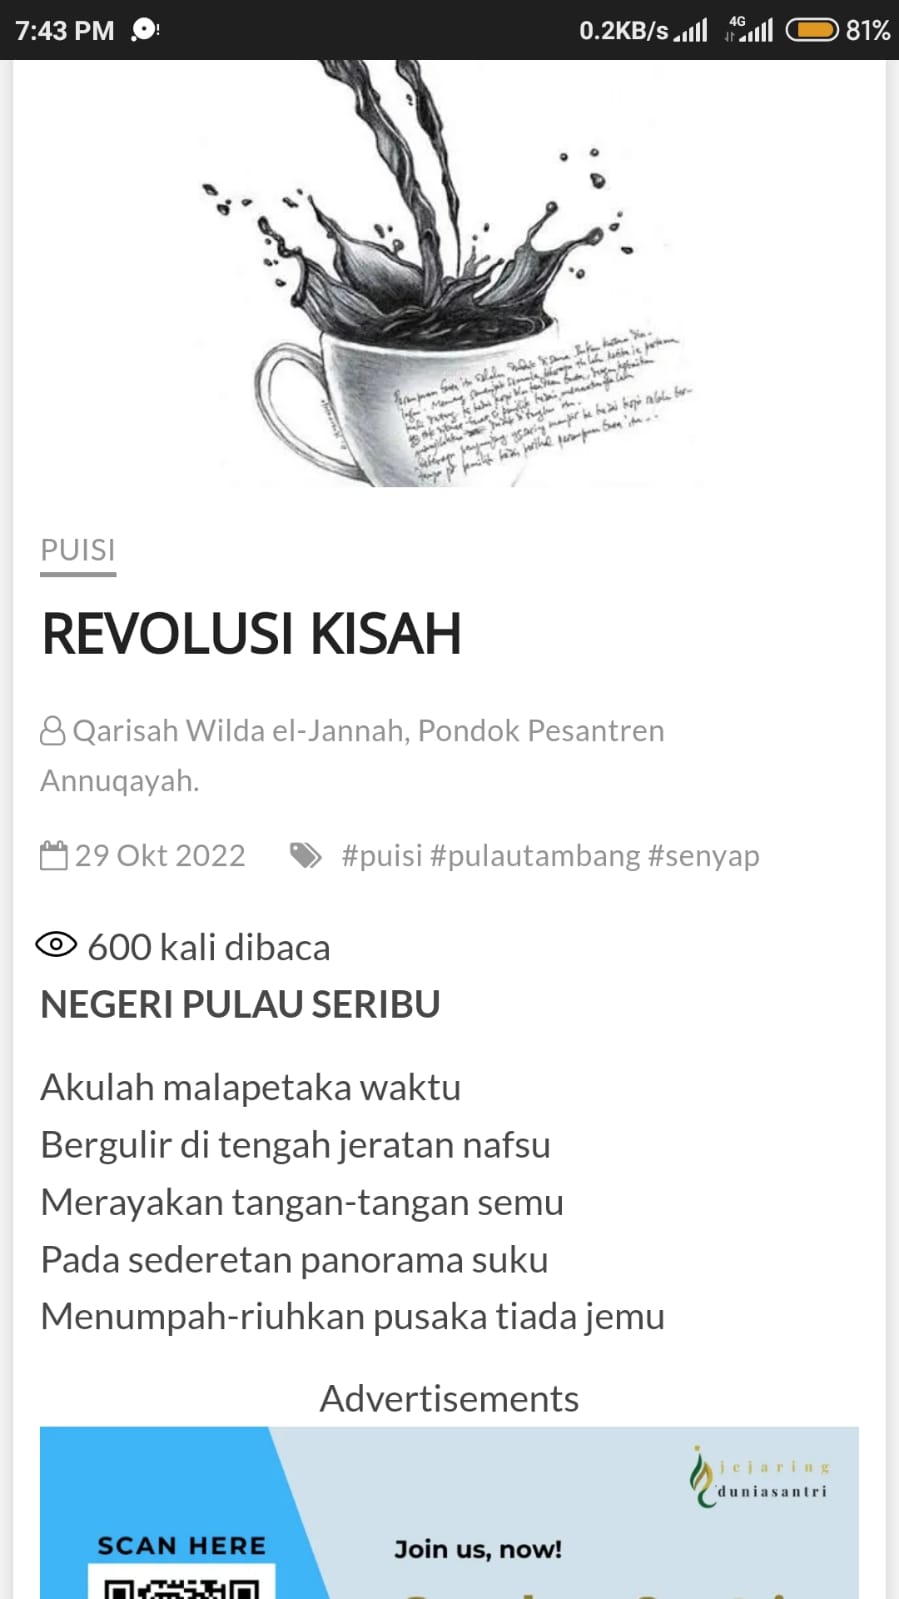 7:43 PM
0.2KB/s
4G
81%
PUISI
REVOLUSI KISAH
Qarisah Wilda el-Jannah, Pondok Pesantren
Annuqayah.
29 Okt 2022
#puisi #pulautambang #senyap
600 kali dibaca
NEGERI PULAU SERIBU
Akulah malapetaka waktu
Bergulir di tengah jeratan nafsu
Merayakan tangan-tangan semu
Pada sederetan panorama suku
Menumpah-riuhkan pusaka tiada jemu
Advertisements
jejaring
duniasantri
SCAN HERE
Join us, now!